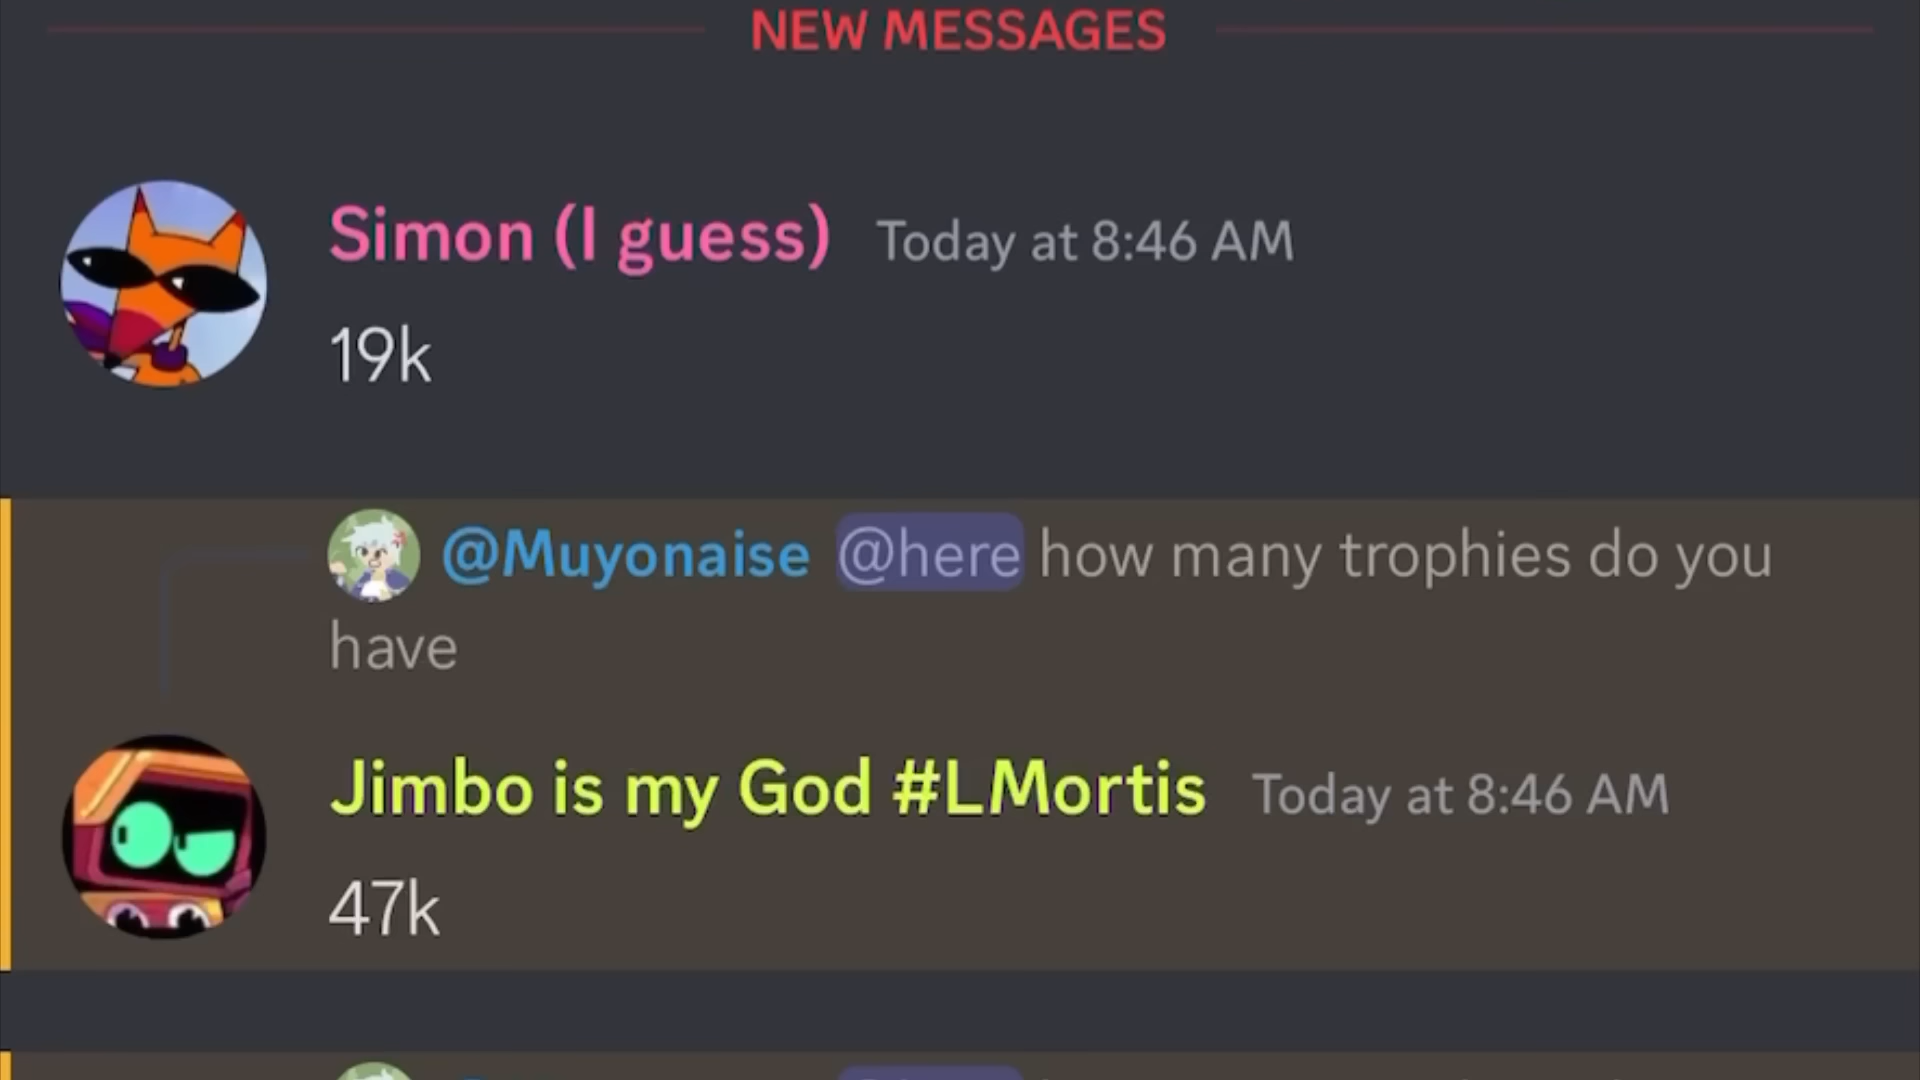 NEW MESSAGES
Simon (I guess) Today at 8:46 AM
19k
@Muyonaise @here how many trophies do you
have
Jimbo is my God #LMortis Today at 8:46 AM
47k